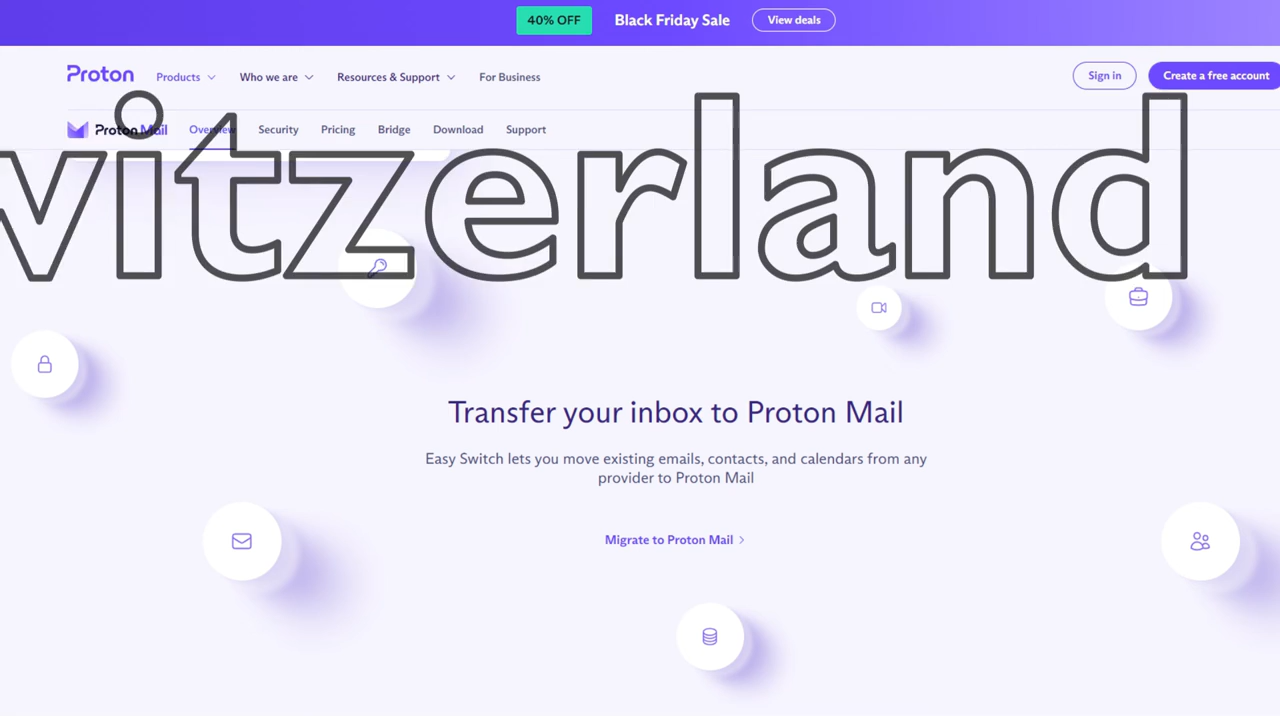 40% OFF Black Friday Sale View deals
Proton Products Who we are Resources & Support For Business Sign in Create a free account
Proton Mail Overview Security Pricing Bridge Download Support
witzerland
Transfer your inbox to Proton Mail
Easy Switch lets you move existing emails, contacts, and calendars from any
provider to Proton Mail
Migrate to Proton Mail